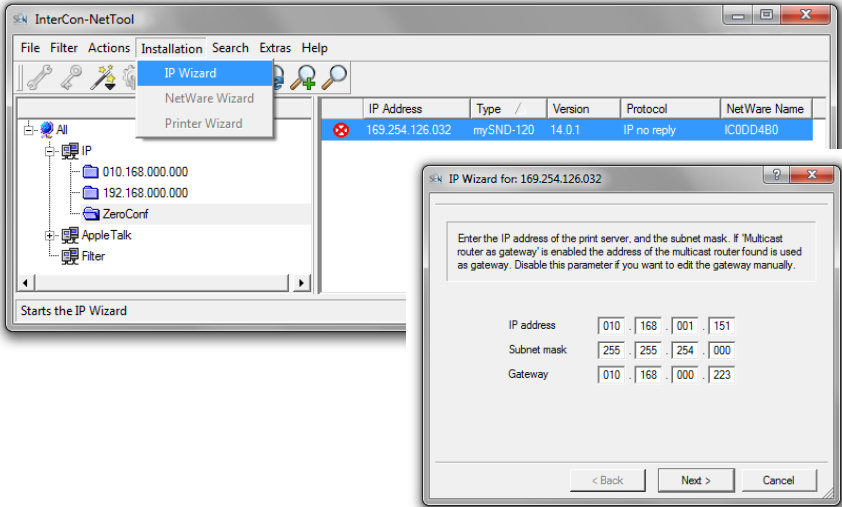 SEN InterCon-NetTool
File Filter Actions Installation Search Extras Help
IP Wizard
NetWare Wizard
Printer Wizard
IP Address Type Version Protocol NetWare Name
169.254.126.032 mySND-120 14.0.1 IP no reply IC0DD4B0
All
IP
010.168.000.000
192.168.000.000
ZeroConf
AppleTalk
Filter
Starts the IP Wizard
SEN IP Wizard for: 169.254.126.032
Enter the IP address of the print server, and the subnet mask. If 'Multicast
router as gateway' is enabled the address of the multicast router found is used
as gateway. Disable this parameter if you want to edit the gateway manually.
IP address 010 . 168 . 001 . 151
Subnet mask 255 . 255 . 254 . 000
Gateway 010 . 168 . 000 . 223
< Back Next > Cancel